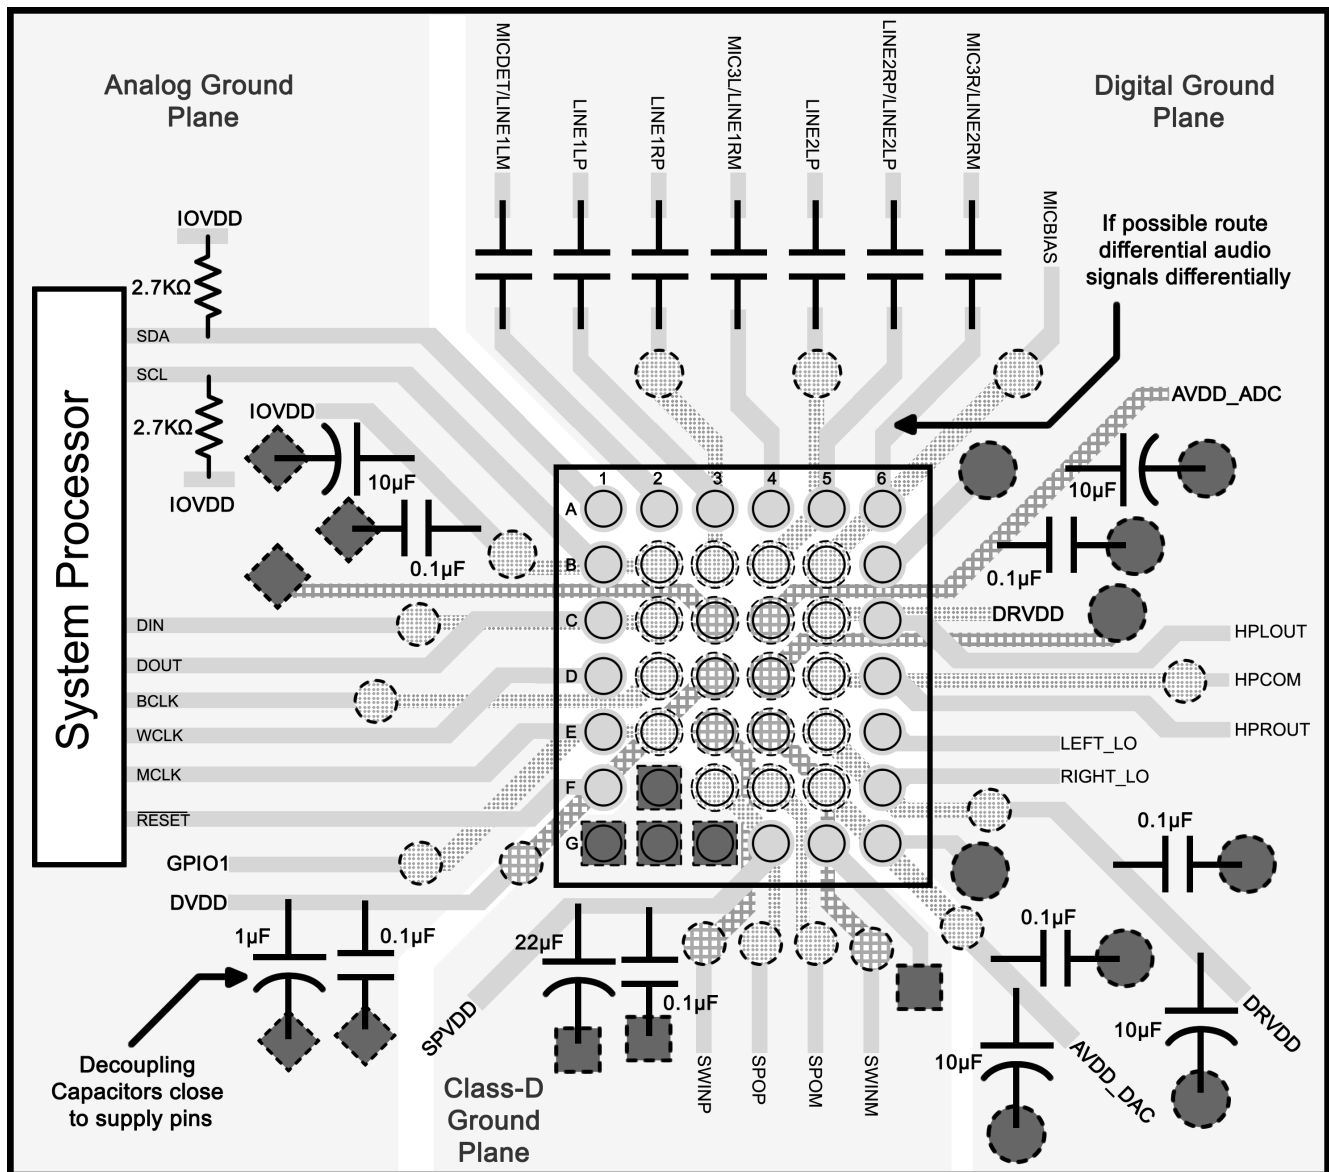 Analog Ground
Plane
Digital Ground
Plane
MICDET/LINE1LM
LINE1LP
LINE1RP
MIC3L/LINE1RM
LINE2LP
LINE2RP/LINE2LP
MIC3R/LINE2RM
MICBIAS
If possible route
differential audio
signals differentially
IOVDD
2.7KΩ
SDA
SCL
IOVDD
2.7KΩ
10µF
IOVDD
0.1µF
AVDD_ADC
10µF
0.1µF
DRVDD
System Processor
1 2 3 4 5 6
A
B
C
D
E
F
G
DIN
DOUT
BCLK
WCLK
MCLK
RESET
GPIO1
DVDD
HPLOUT
HPCOM
HPROUT
LEFT_LO
RIGHT_LO
0.1µF
1µF
0.1µF
22µF
0.1µF
0.1µF
10µF
10µF
DRVDD
AVDD_DAC
SPVDD
SWINP
SPOP
SPOM
SWINM
Decoupling
Capacitors close
to supply pins
Class-D
Ground
Plane